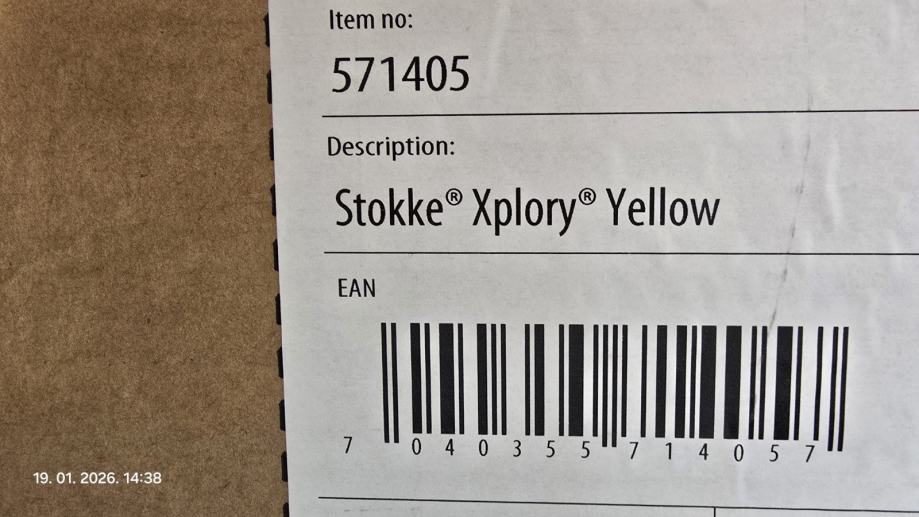 Item no:
571405
Description:
Stokke® Xplory® Yellow
EAN
7 040355 714057
19. 01. 2026. 14:38